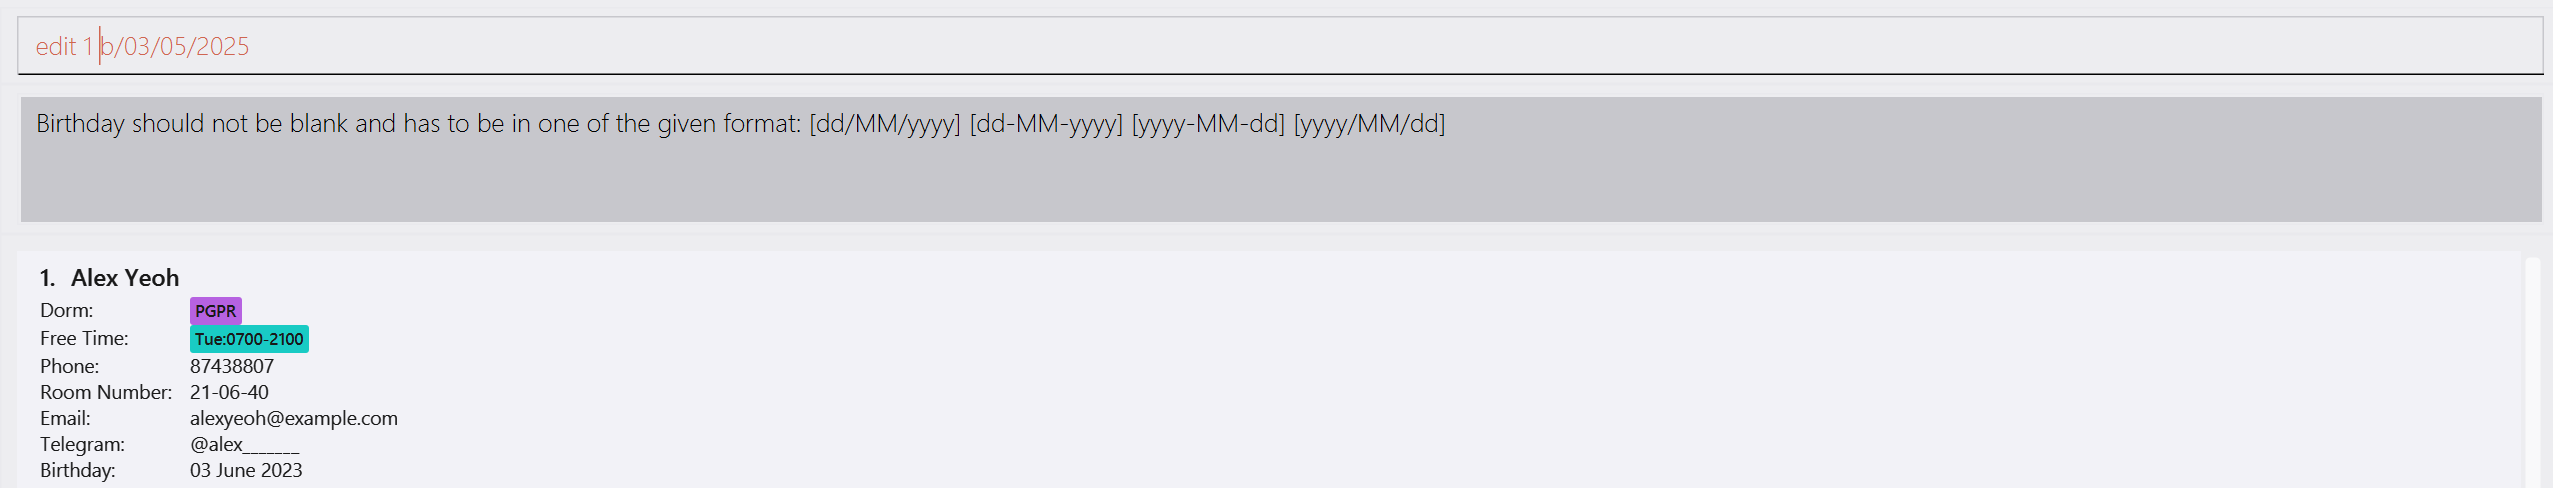 edit 1 b/03/05/2025
Birthday should not be blank and has to be in one of the given format: [dd/MM/yyyy] [dd-MM-yyyy] [yyyy-MM-dd] [yyyy/MM/dd]
1. Alex Yeoh
Dorm: PGPR
Free Time: Tue:0700-2100
Phone: 87438807
Room Number: 21-06-40
Email: alexyeoh@example.com
Telegram: @alex_______
Birthday: 03 June 2023